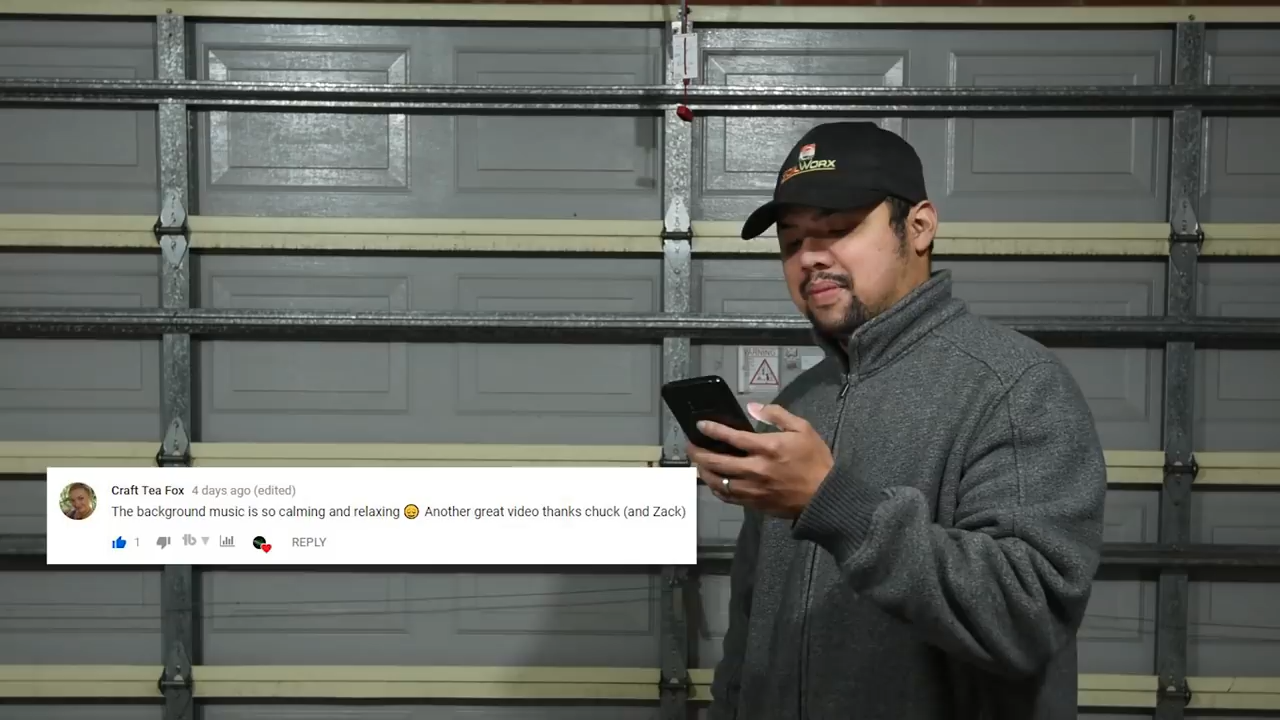 WORX
WARNING
Craft Tea Fox 4 days ago (edited)
The background music is so calming and relaxing 😌 Another great video thanks chuck (and Zack)
1 REPLY